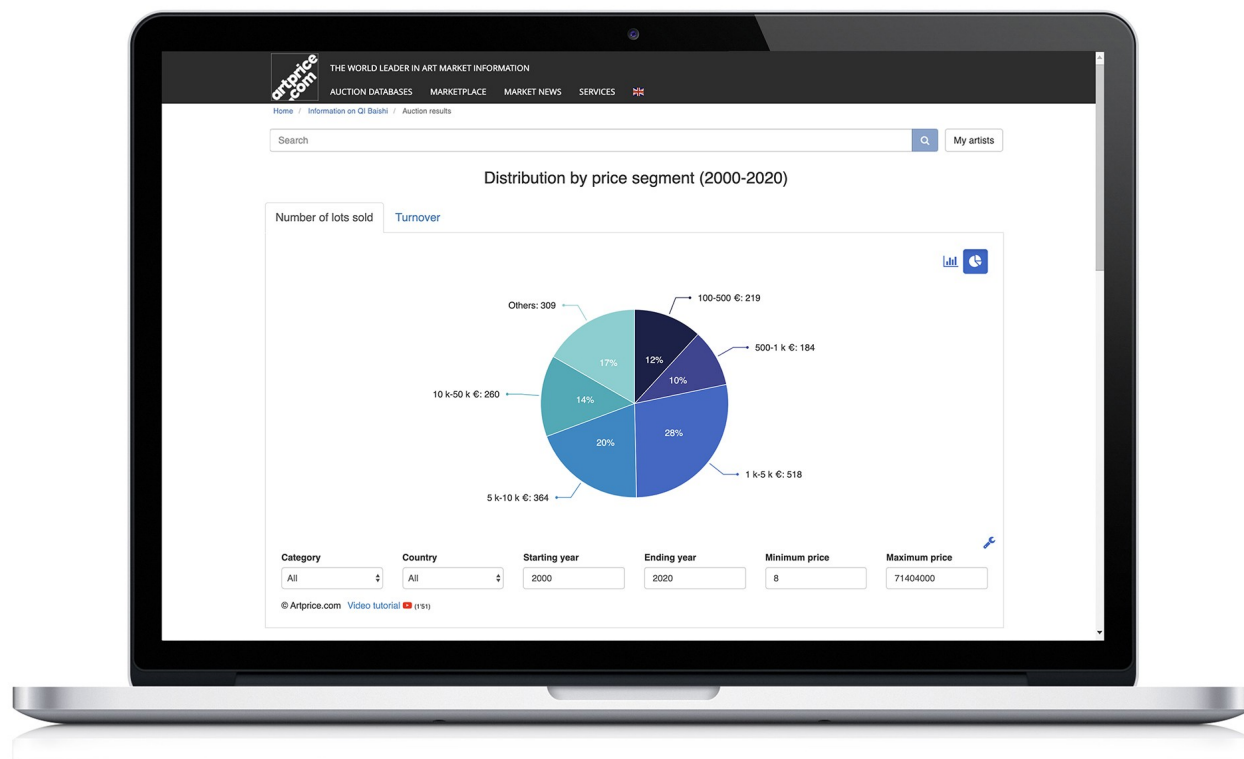 artprice
.com
THE WORLD LEADER IN ART MARKET INFORMATION
AUCTION DATABASES MARKETPLACE MARKET NEWS SERVICES
Home / Information on QI Baishi / Auction results
Search
My artists
Distribution by price segment (2000-2020)
Number of lots sold Turnover
Others: 309
100-500 €: 219
500-1 k €: 184
10 k-50 k €: 260
1 k-5 k €: 518
5 k-10 k €: 364
17%
12%
10%
14%
28%
20%
Category Country Starting year Ending year Minimum price Maximum price
All All 2000 2020 8 71404000
© Artprice.com Video tutorial (1'51)